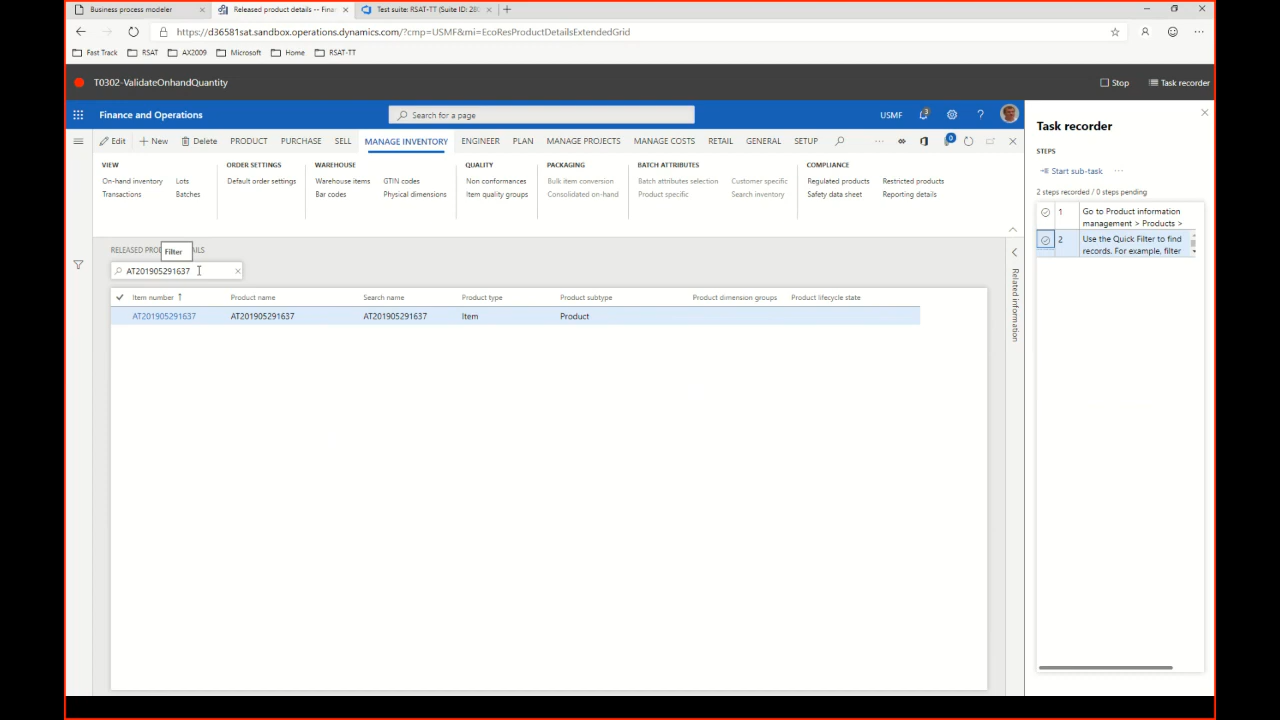 Business process modeler
Released product details -- Finan
Test suite: RSAT-TT (Suite ID: 280
https://d36581sat.sandbox.operations.dynamics.com/?cmp=USMF&mi=EcoResProductDetailsExtendedGrid
Fast Track
RSAT
AX2009
Microsoft
Home
RSAT-TT
T0302-ValidateOnhandQuantity
Stop
Task recorder
Finance and Operations
Search for a page
USMF
3
?
Edit
New
Delete
PRODUCT
PURCHASE
SELL
MANAGE INVENTORY
ENGINEER
PLAN
MANAGE PROJECTS
MANAGE COSTS
RETAIL
GENERAL
SETUP
0
VIEW
On-hand inventory
Lots
Transactions
Batches
ORDER SETTINGS
Default order settings
WAREHOUSE
Warehouse items
GTIN codes
Bar codes
Physical dimensions
QUALITY
Non conformances
Item quality groups
PACKAGING
Bulk item conversion
Consolidated on-hand
BATCH ATTRIBUTES
Batch attributes selection
Customer specific
Product specific
Search inventory
COMPLIANCE
Regulated products
Restricted products
Safety data sheet
Reporting details
RELEASED PRO
AILS
Filter
AT201905291637
Item number
Product name
Search name
Product type
Product subtype
Product dimension groups
Product lifecycle state
AT201905291637
AT201905291637
AT201905291637
Item
Product
Related information
Task recorder
STEPS
Start sub-task
2 steps recorded / 0 steps pending
1
Go to Product information
management > Products >
2
Use the Quick Filter to find
records. For example, filter